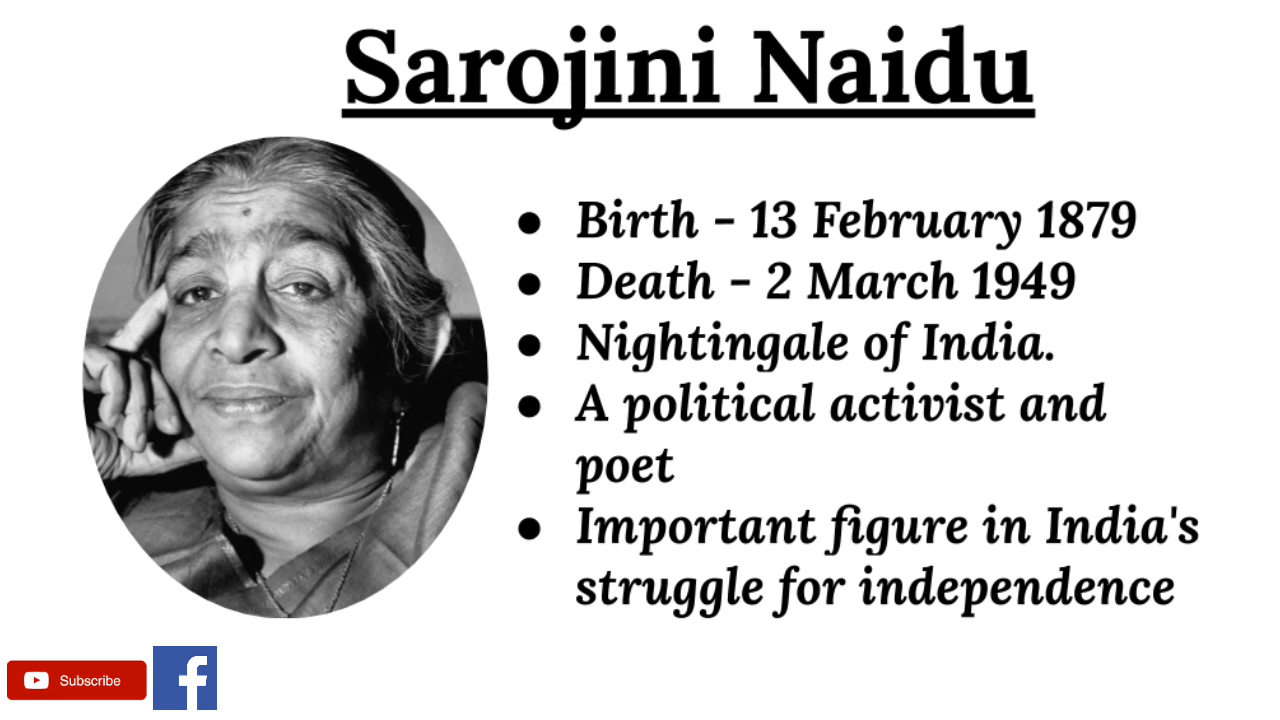 Sarojini Naidu
● Birth - 13 February 1879
● Death - 2 March 1949
● Nightingale of India.
● A political activist and
poet
● Important figure in India's
struggle for independence
Subscribe